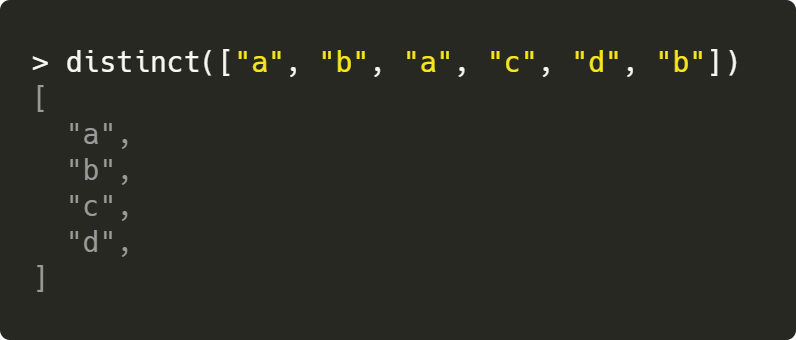 > distinct(["a", "b", "a", "c", "d", "b"])
[
  "a",
  "b",
  "c",
  "d",
]